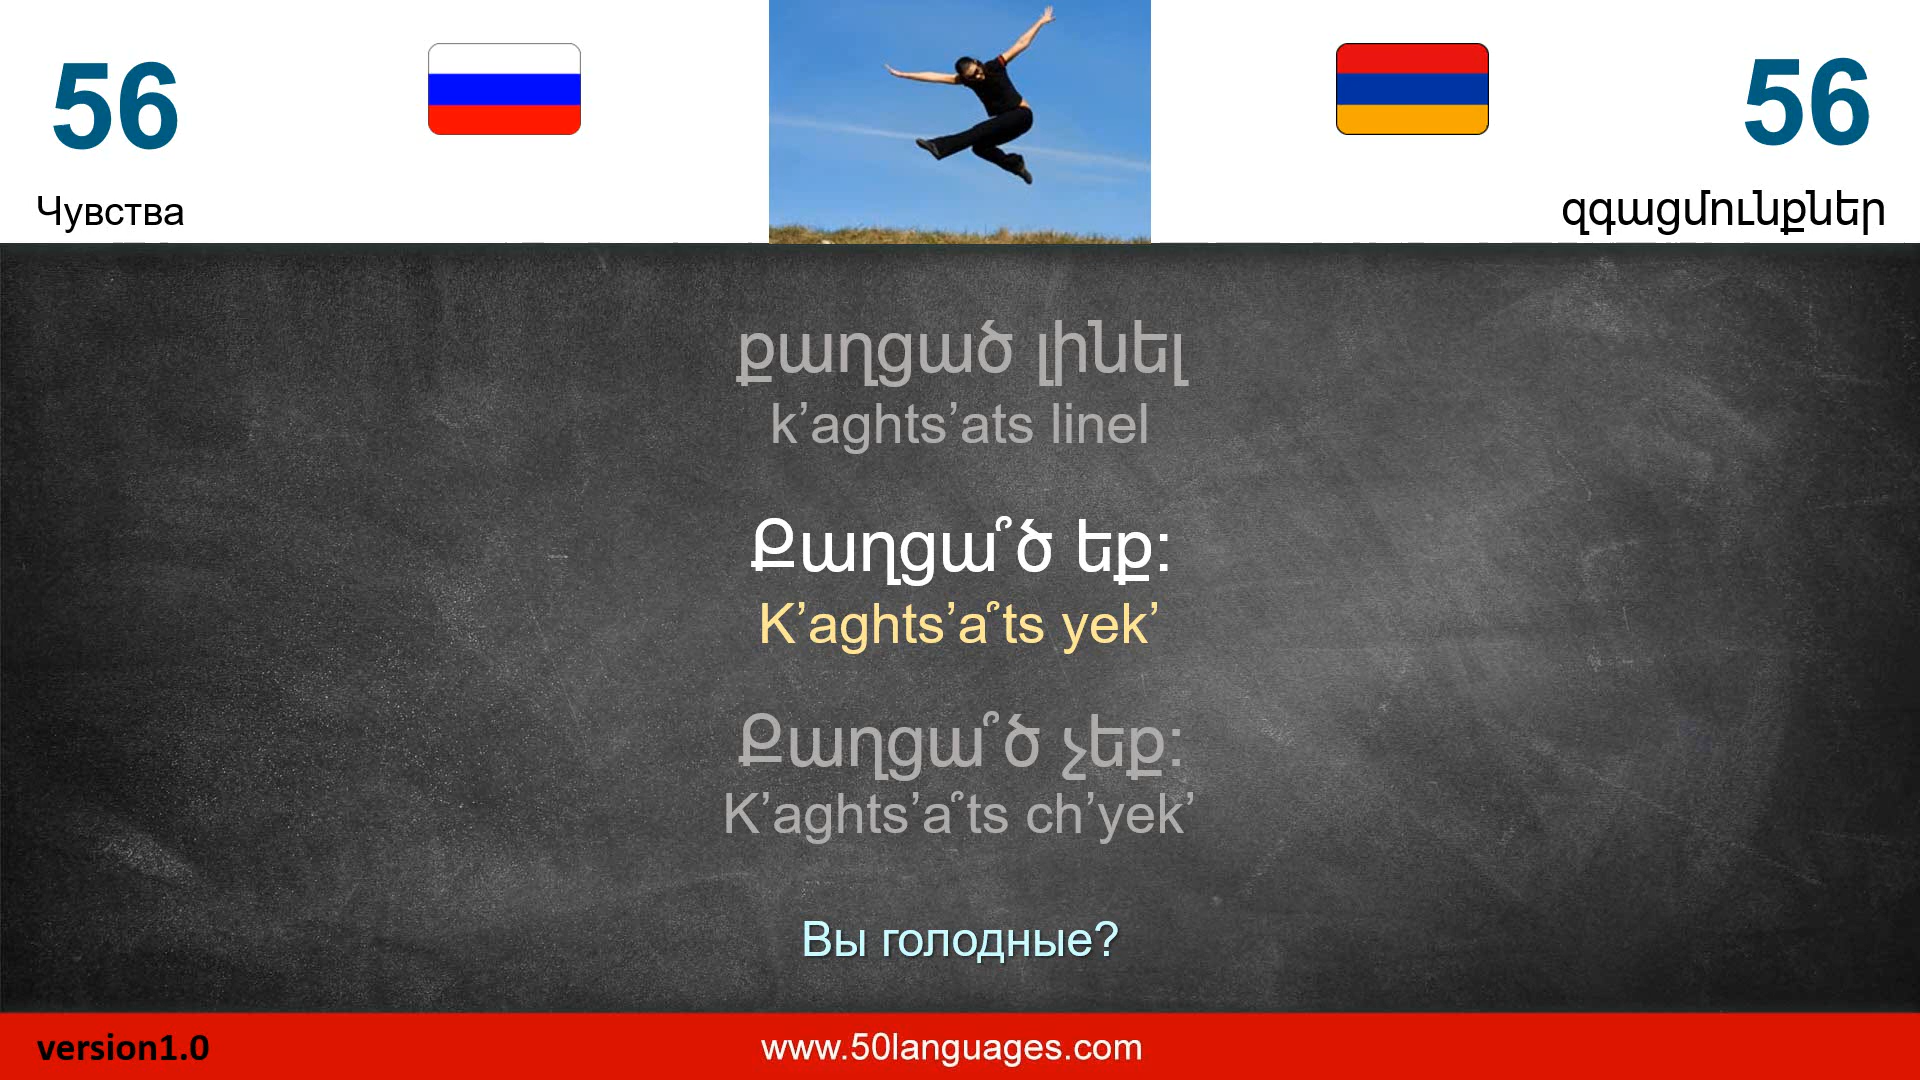 56
56
Чувства
զգացմունքներ
քաղցած լինել
k’aghts’ats linel
Քաղցա՞ծ եք:
K’aghts’a՞ts yek’
Քաղցա՞ծ չեք:
K’aghts’a՞ts ch’yek’
Вы голодные?
version1.0
www.50languages.com